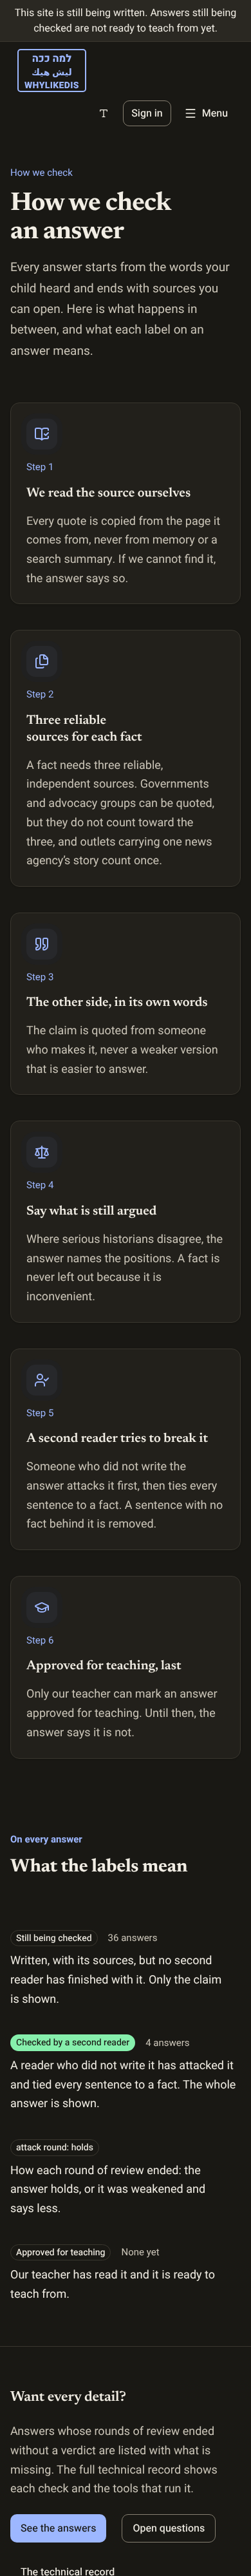 This site is still being written. Answers still being
checked are not ready to teach from yet.
למה ככה
ليش هيك
WHYLIKEDIS
T
Sign in
Menu
How we check
How we check
an answer
Every answer starts from the words your
child heard and ends with sources you
can open. Here is what happens in
between, and what each label on an
answer means.
Step 1
We read the source ourselves
Every quote is copied from the page it
comes from, never from memory or a
search summary. If we cannot find it,
the answer says so.
Step 2
Three reliable
sources for each fact
A fact needs three reliable,
independent sources. Governments
and advocacy groups can be quoted,
but they do not count toward the
three, and outlets carrying one news
agency's story count once.
Step 3
The other side, in its own words
The claim is quoted from someone
who makes it, never a weaker version
that is easier to answer.
Step 4
Say what is still argued
Where serious historians disagree, the
answer names the positions. A fact is
never left out because it is
inconvenient.
Step 5
A second reader tries to break it
Someone who did not write the
answer attacks it first, then ties every
sentence to a fact. A sentence with no
fact behind it is removed.
Step 6
Approved for teaching, last
Only our teacher can mark an answer
approved for teaching. Until then, the
answer says it is not.
On every answer
What the labels mean
Still being checked 36 answers
Written, with its sources, but no second
reader has finished with it. Only the claim
is shown.
Checked by a second reader 4 answers
A reader who did not write it has attacked it
and tied every sentence to a fact. The whole
answer is shown.
attack round: holds
How each round of review ended: the
answer holds, or it was weakened and
says less.
Approved for teaching None yet
Our teacher has read it and it is ready to
teach from.
Want every detail?
Answers whose rounds of review ended
without a verdict are listed with what is
missing. The full technical record shows
each check and the tools that run it.
See the answers
Open questions
The technical record